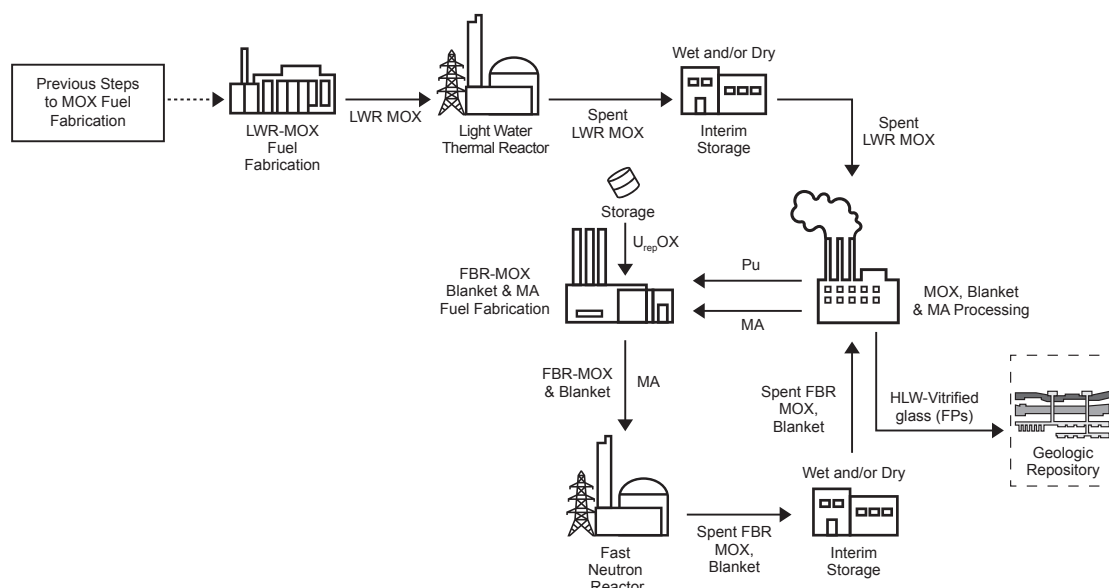 Previous Steps
to MOX Fuel
Fabrication
LWR-MOX
Fuel
Fabrication
LWR MOX
Light Water
Thermal Reactor
Spent
LWR MOX
Wet and/or Dry
Interim
Storage
Spent
LWR MOX
Storage
UrepOX
FBR-MOX
Blanket & MA
Fuel Fabrication
Pu
MA
MOX, Blanket
& MA Processing
FBR-MOX
& Blanket
MA
Spent FBR
MOX,
Blanket
HLW-Vitrified
glass (FPs)
Geologic
Repository
Wet and/or Dry
Interim
Storage
Spent FBR
MOX,
Blanket
Fast
Neutron
Reactor